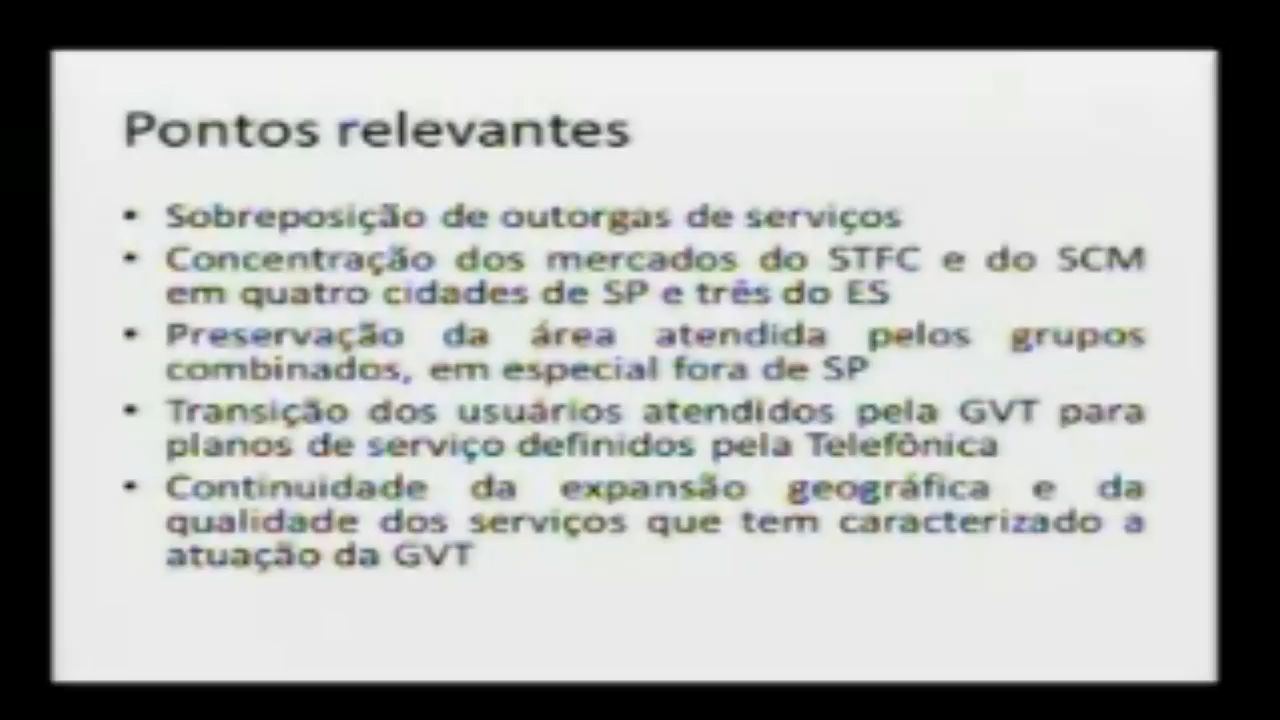 Pontos relevantes
• Sobreposição de outorgas de serviços
• Concentração dos mercados do STFC e do SCM
em quatro cidades de SP e três do ES
• Preservação da área atendida pelos grupos
combinados, em especial fora de SP
• Transição dos usuários atendidos pela GVT para
planos de serviço definidos pela Telefônica
• Continuidade da expansão geográfica e da
qualidade dos serviços que tem caracterizado a
atuação da GVT